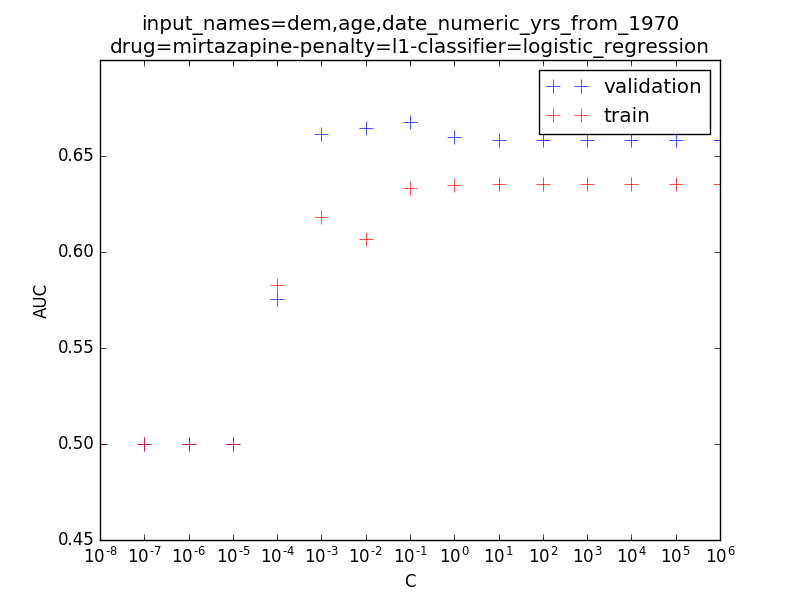 input_names=dem,age,date_numeric_yrs_from_1970
drug=mirtazapine-penalty=l1-classifier=logistic_regression
validation
train
0.65
0.60
0.55
0.50
0.45
AUC
10⁻⁸ 10⁻⁷ 10⁻⁶ 10⁻⁵ 10⁻⁴ 10⁻³ 10⁻² 10⁻¹ 10⁰ 10¹ 10² 10³ 10⁴ 10⁵ 10⁶
C